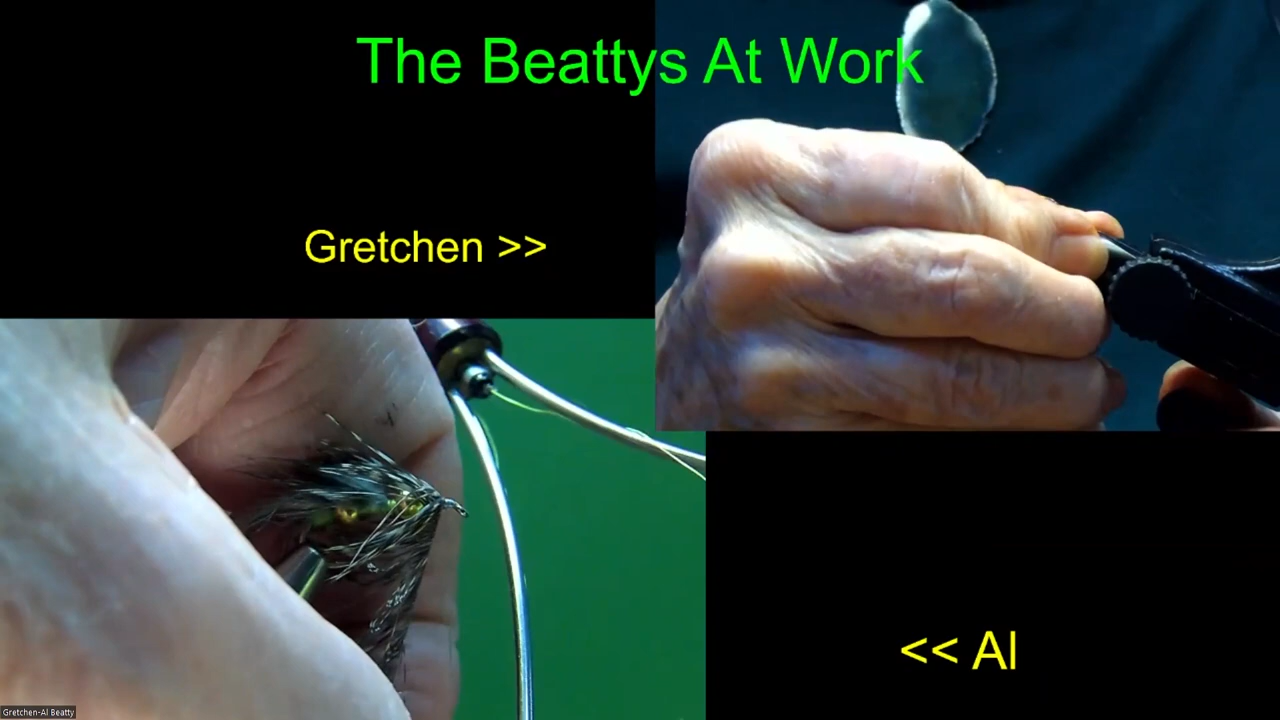 The Beattys At Work
Gretchen >>
<< Al
Gretchen-Al Beatty